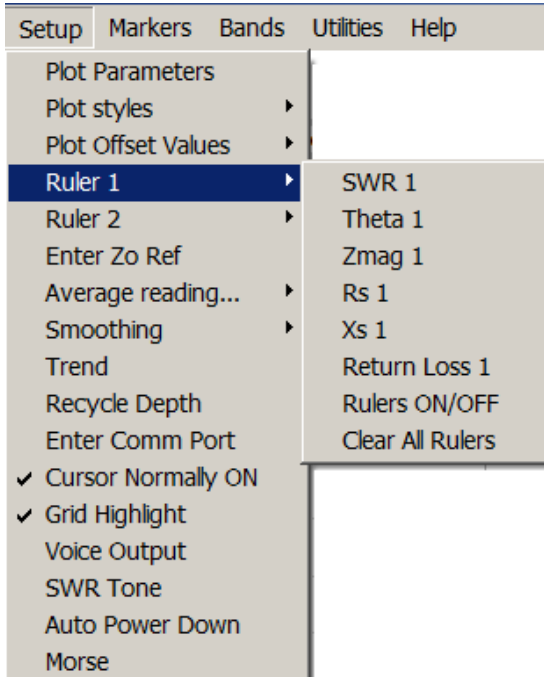 Setup Markers Bands Utilities Help
Plot Parameters
Plot styles
Plot Offset Values
Ruler 1
Ruler 2
Enter Zo Ref
Average reading...
Smoothing
Trend
Recycle Depth
Enter Comm Port
Cursor Normally ON
Grid Highlight
Voice Output
SWR Tone
Auto Power Down
Morse
SWR 1
Theta 1
Zmag 1
Rs 1
Xs 1
Return Loss 1
Rulers ON/OFF
Clear All Rulers